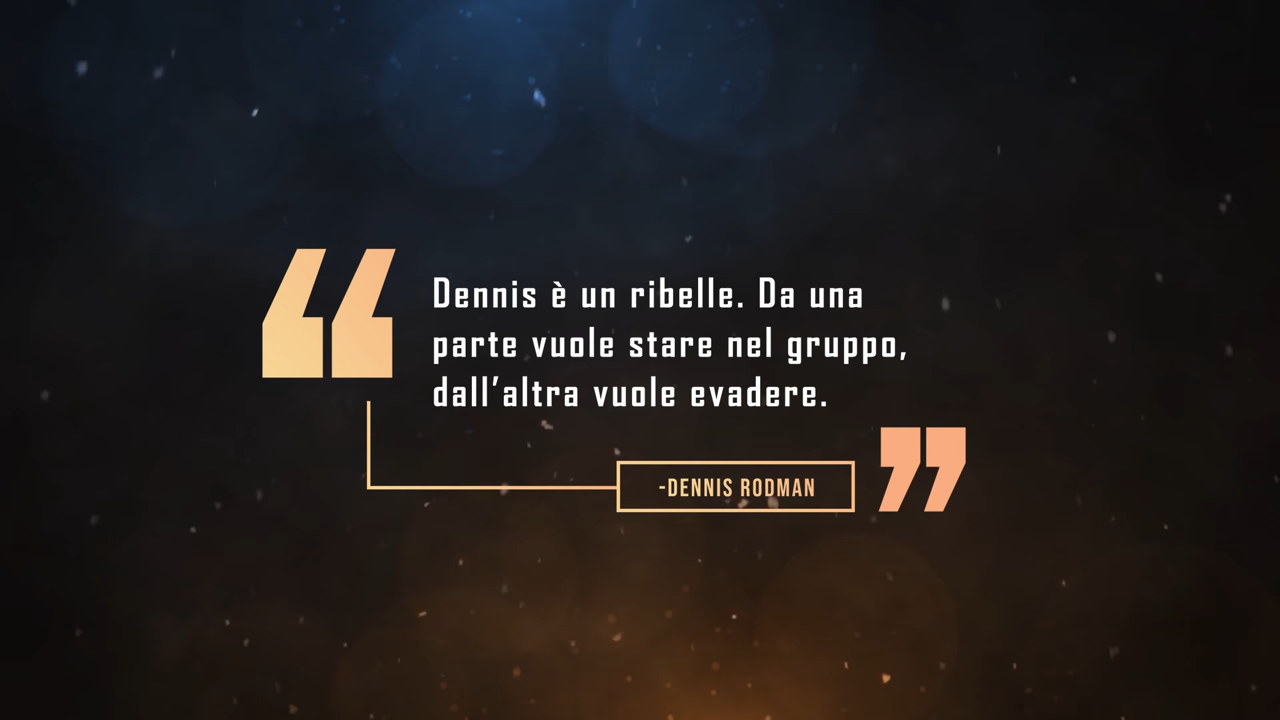 “
Dennis è un ribelle. Da una
parte vuole stare nel gruppo,
dall’altra vuole evadere.
”
-DENNIS RODMAN